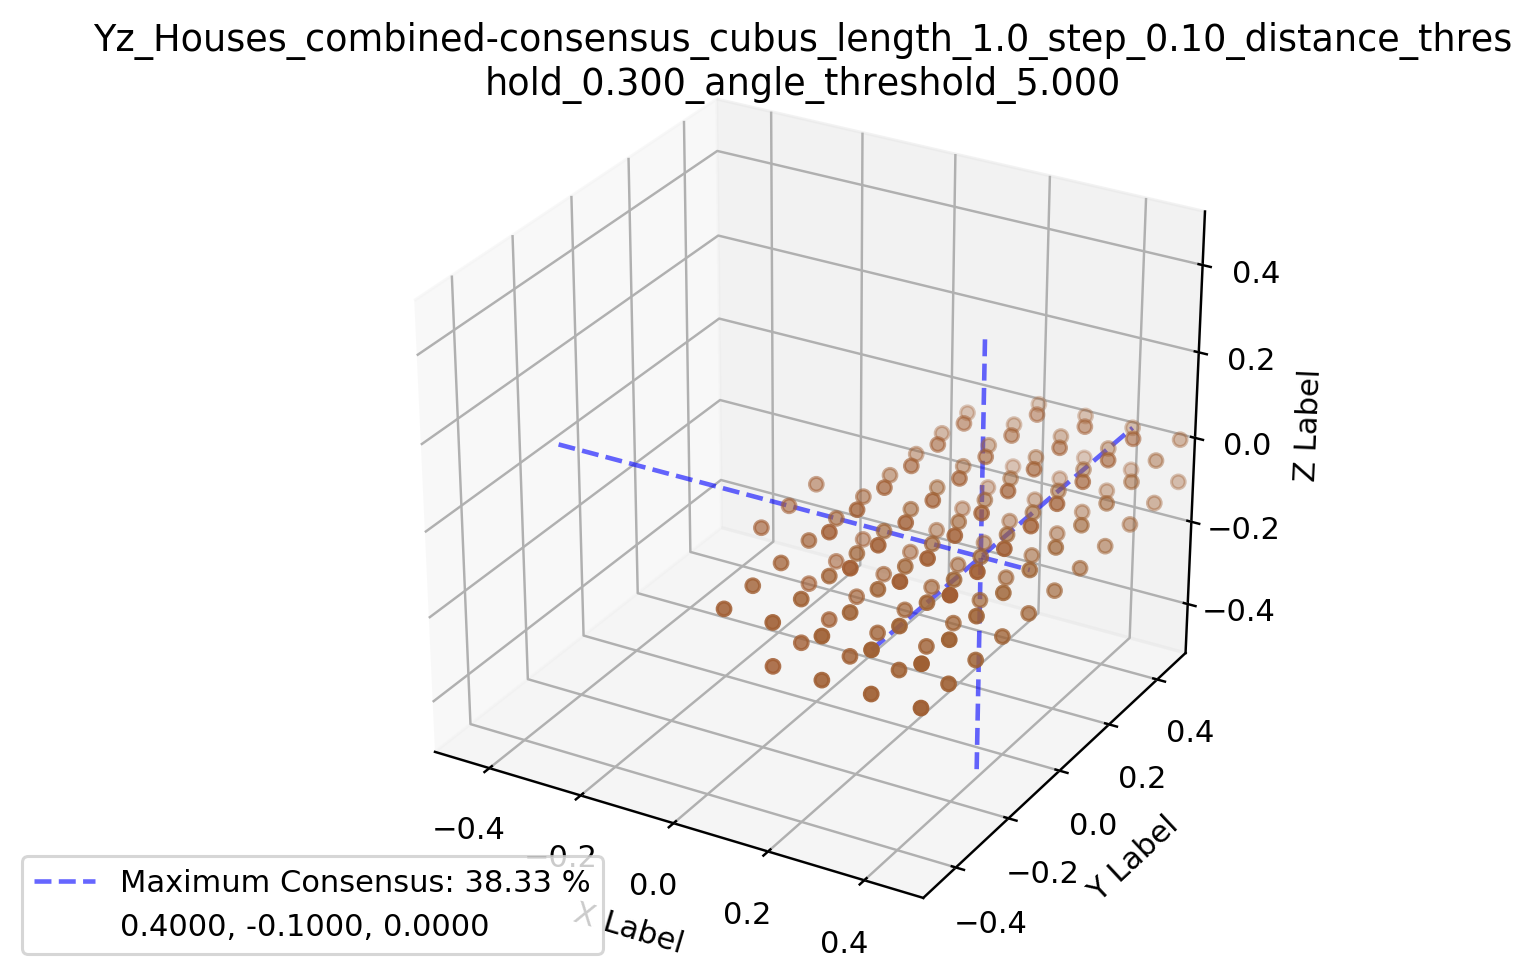 Yz_Houses_combined-consensus_cubus_length_1.0_step_0.10_distance_thres
hold_0.300_angle_threshold_5.000
0.4
0.2
0.0
−0.2
−0.4
Z Label
0.4
0.2
0.0
−0.2
−0.4
Y Label
−0.4
−0.2
0.0
0.2
0.4
X Label
Maximum Consensus: 38.33 %
0.4000, -0.1000, 0.0000